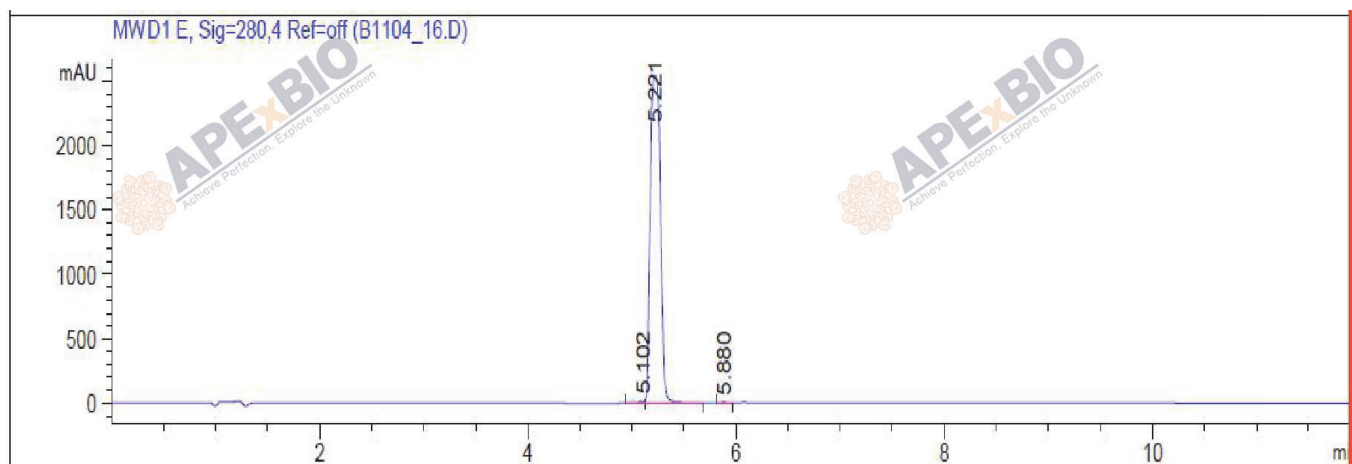 MWD1 E, Sig=280,4 Ref=off (B1104_16.D)
mAU
APExBIO
Achieve Perfection, Explore the Unknown
APExBIO
Achieve Perfection, Explore the Unknown
5.221
2000
1500
1000
500
0
5.102
5.880
2
4
6
8
10
mi